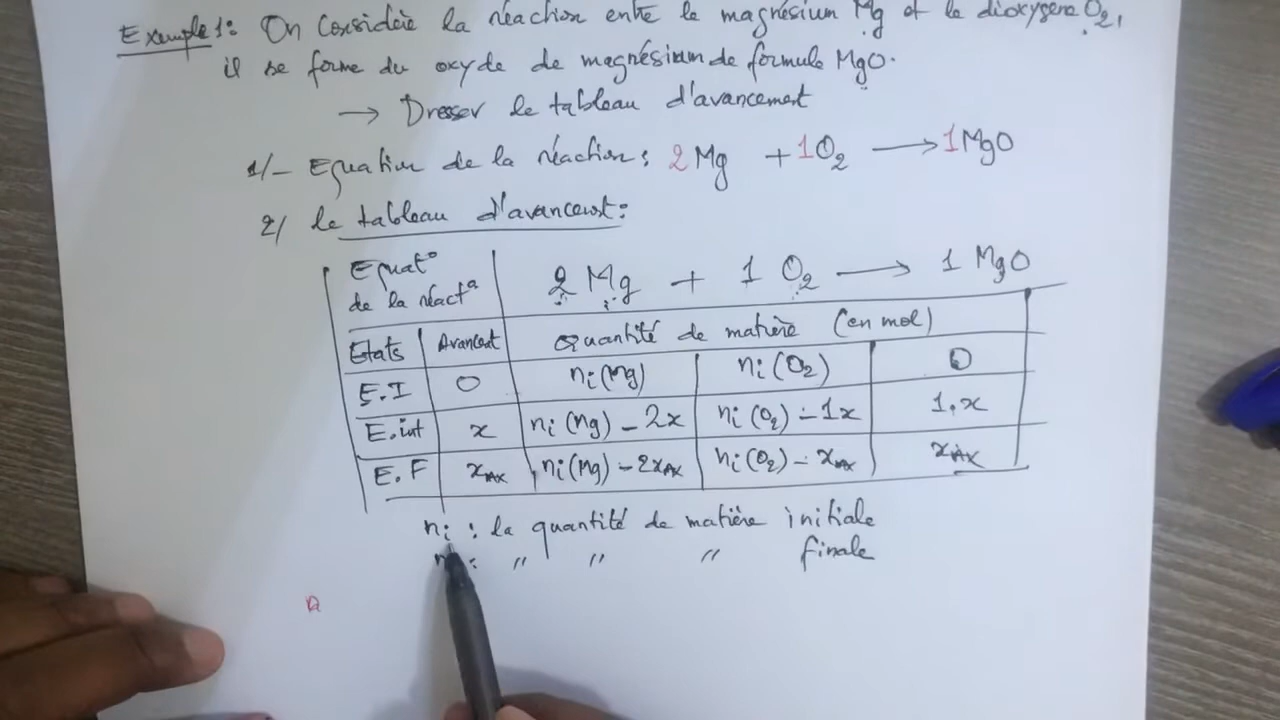 Exemple 1: On considère la réaction entre le magnésium Mg et le dioxygène O2,
il se forme du oxyde de magnésium de formule MgO.
→ Dresser le tableau d'avancement
1/- Equation de la réaction: 2Mg + 1O2 → 1MgO
2/ le tableau d'avancemt:
Equat° de la réact° 2 Mg + 1 O2 → 1 MgO
Etats Avancemt Quantité de matière (en mol)
E.I 0 ni(Mg) ni(O2) 0
E.int x ni(Mg) - 2x ni(O2) - 1x 1.x
E.F xMAX ni(Mg) - 2xMAX ni(O2) - xMAX xMAX
ni : la quantité de matière initiale
: " " " finale